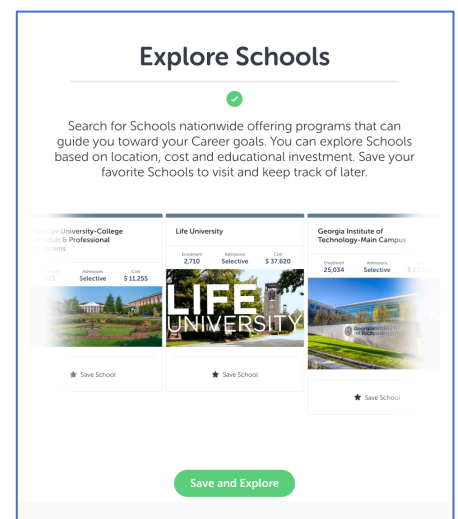 Explore Schools
Search for Schools nationwide offering programs that can
guide you toward your Career goals. You can explore Schools
based on location, cost and educational investment. Save your
favorite Schools to visit and keep track of later.
University-College
Adult & Professional
Admissions
Cost
Selective
$ 11,255
Save School
Life University
Enrollment
Admissions
Cost
2,710
Selective
$ 37,620
LIFE
UNIVERSITY
Save School
Georgia Institute of
Technology-Main Campus
Enrollment
Admissions
25,034
Selective
Save School
Save and Explore